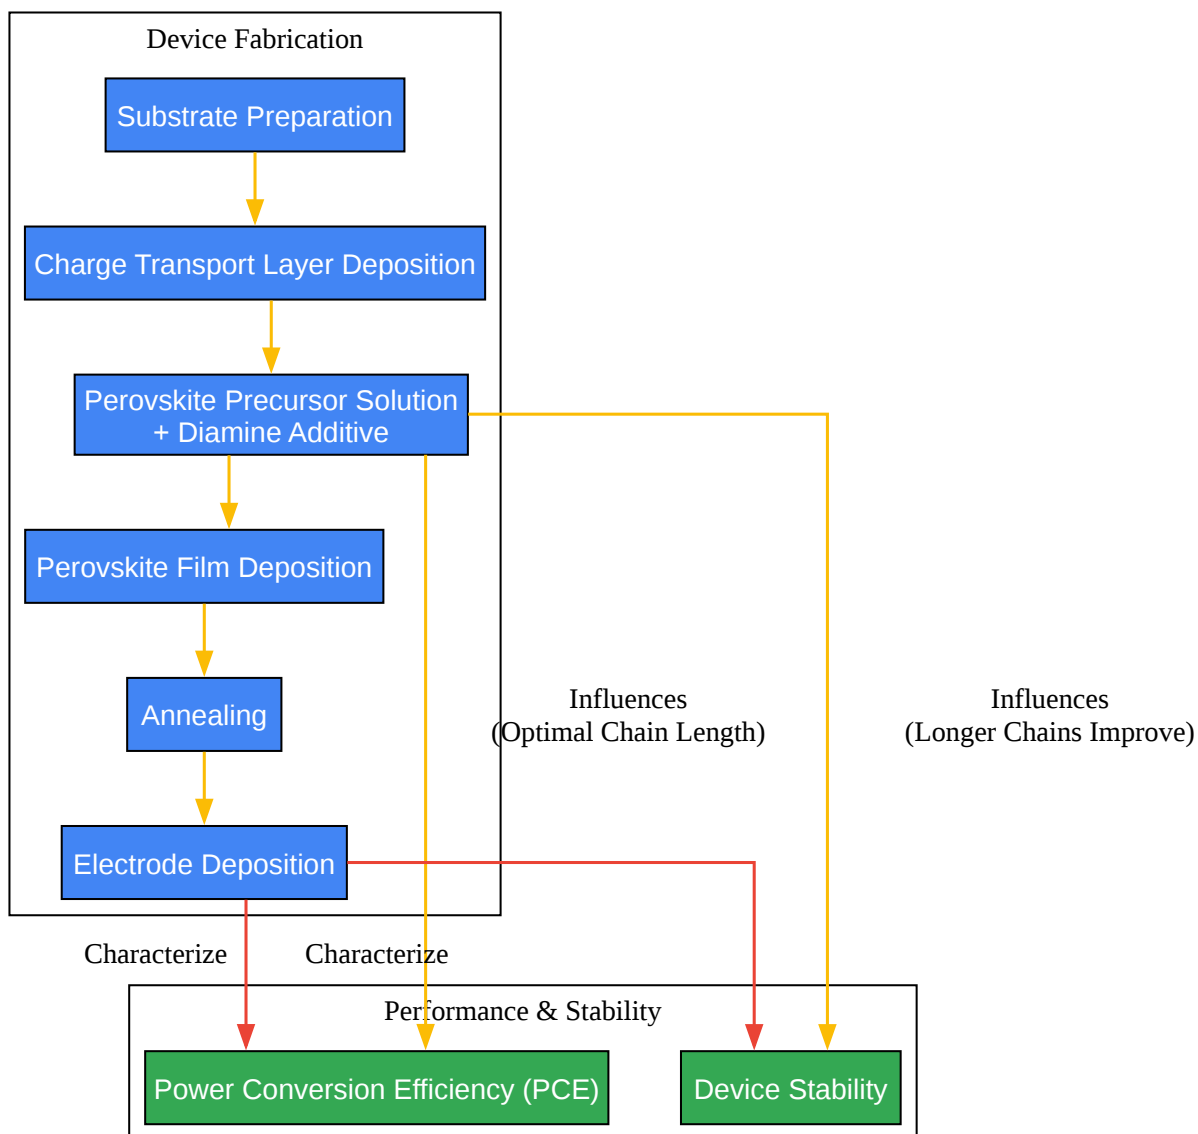 Device Fabrication
Substrate Preparation
Charge Transport Layer Deposition
Perovskite Precursor Solution
+ Diamine Additive
Perovskite Film Deposition
Annealing
Influences
(Optimal Chain Length)
Influences
(Longer Chains Improve)
Electrode Deposition
Characterize
Characterize
Performance & Stability
Power Conversion Efficiency (PCE)
Device Stability